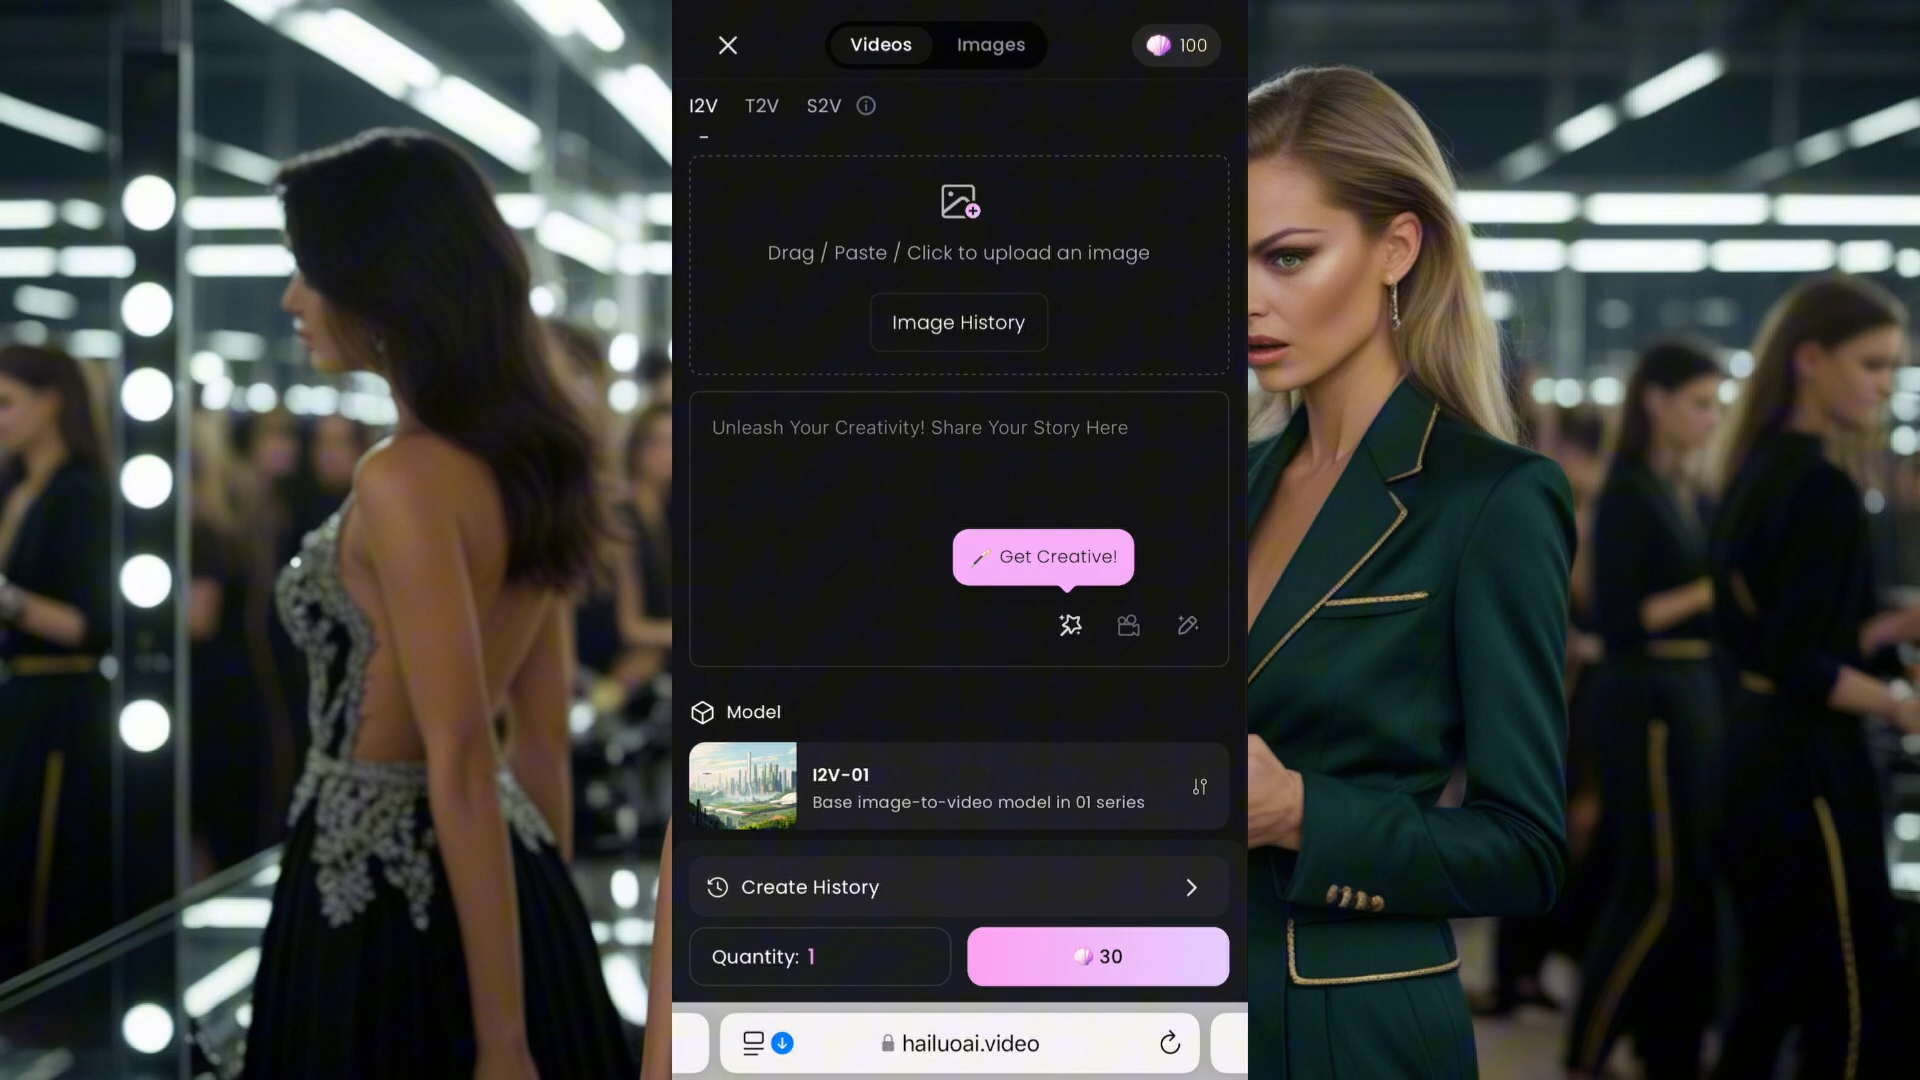 Videos
Images
100
I2V
T2V
S2V
Drag / Paste / Click to upload an image
Image History
Unleash Your Creativity! Share Your Story Here
Get Creative!
Model
I2V-01
Base image-to-video model in 01 series
Create History
Quantity: 1
30
hailuoai.video